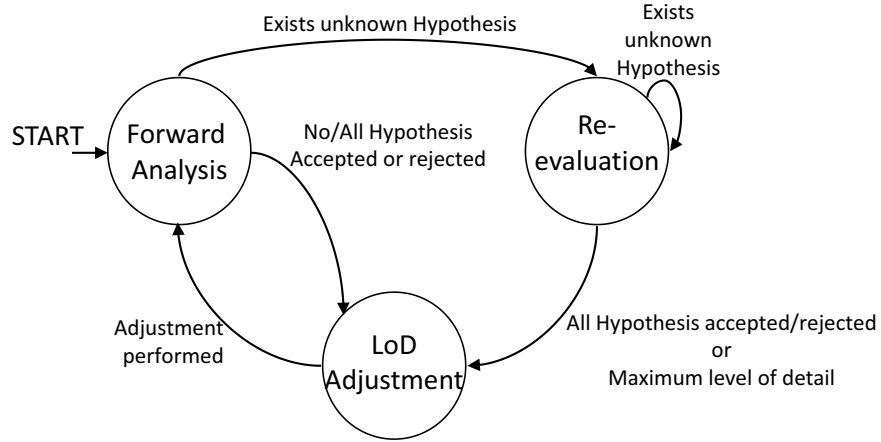 Exists unknown Hypothesis
Exists
unknown
Hypothesis
START
Forward
Analysis
No/All Hypothesis
Accepted or rejected
Re-
evaluation
Adjustment
performed
LoD
Adjustment
All Hypothesis accepted/rejected
or
Maximum level of detail